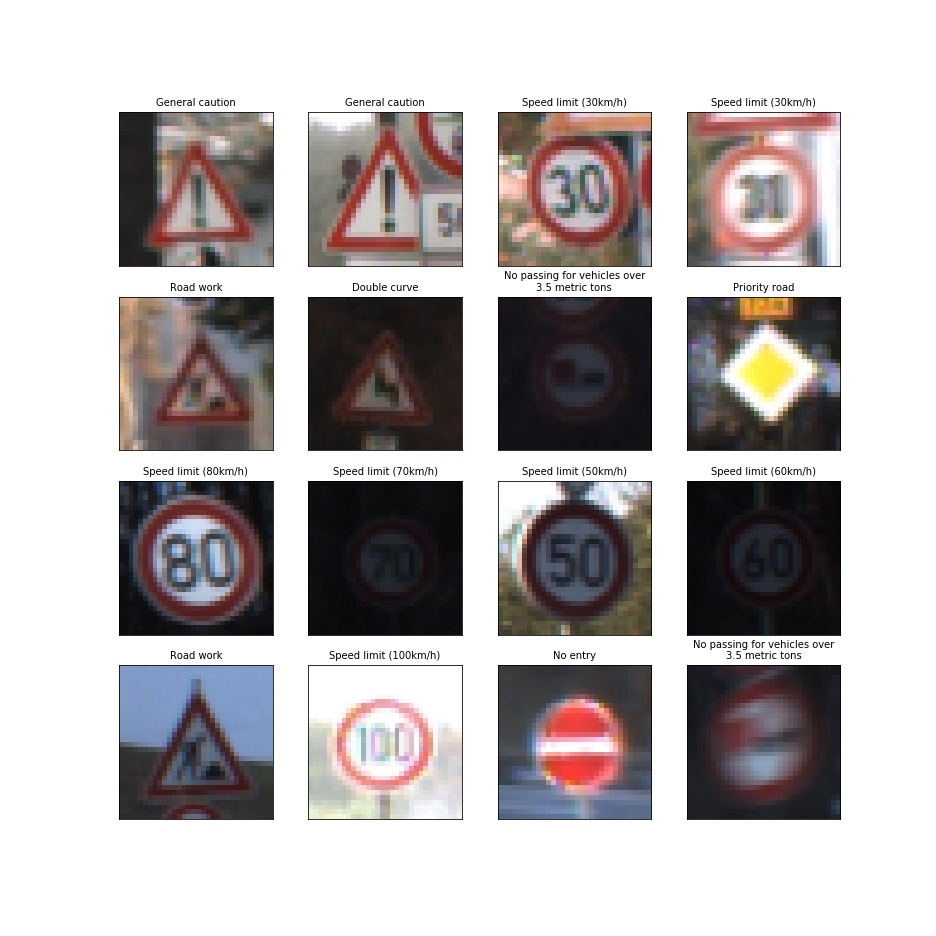 General caution
General caution
Speed limit (30km/h)
Speed limit (30km/h)
30
30
Road work
Double curve
No passing for vehicles over
3.5 metric tons
Priority road
Speed limit (80km/h)
Speed limit (70km/h)
Speed limit (50km/h)
Speed limit (60km/h)
80
70
50
60
Road work
Speed limit (100km/h)
No entry
No passing for vehicles over
3.5 metric tons
100